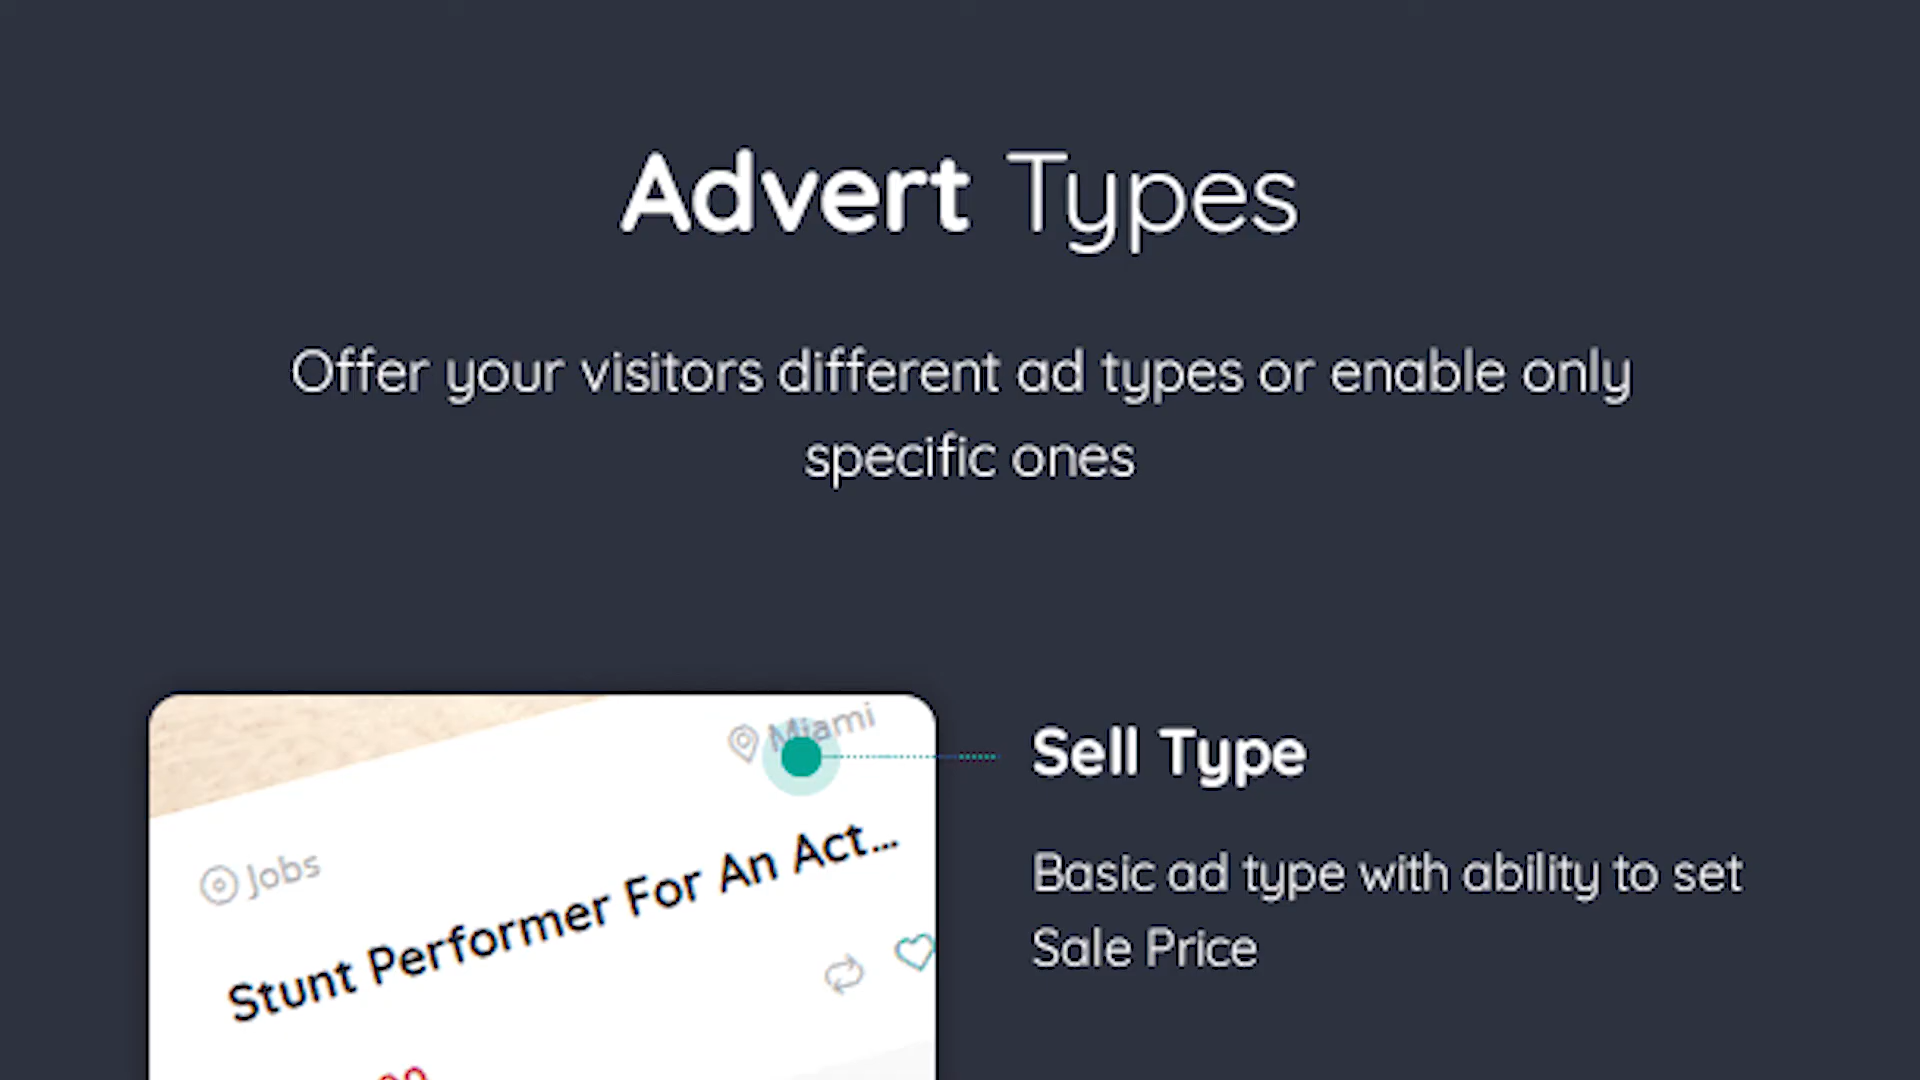 Advert Types
Offer your visitors different ad types or enable only
specific ones
Miami
Sell Type
Jobs
Stunt Performer For An Act...
Basic ad type with ability to set
Sale Price